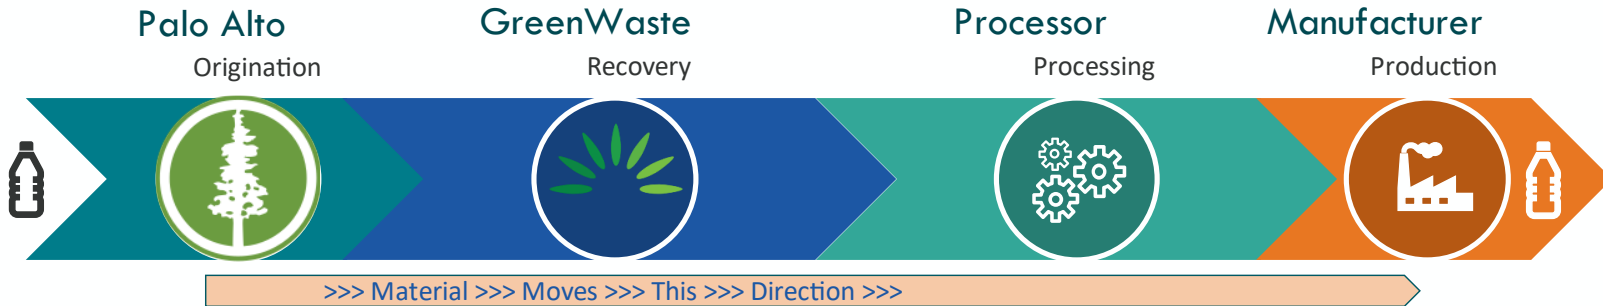 Palo Alto
Origination
GreenWaste
Recovery
Processor
Processing
Manufacturer
Production
>>> Material >>> Moves >>> This >>> Direction >>>